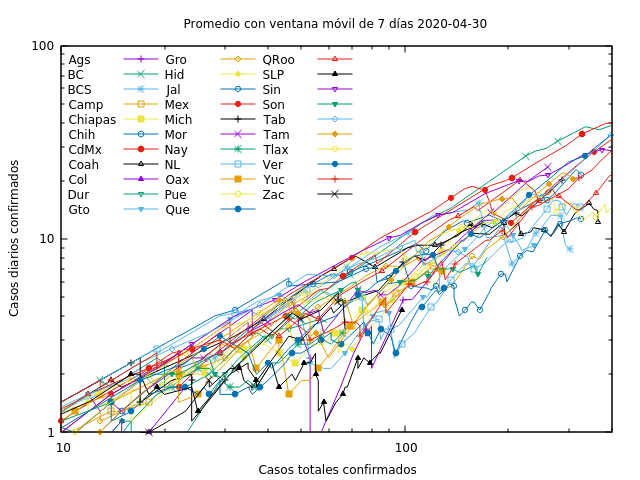 Promedio con ventana móvil de 7 días 2020-04-30
100
Ags Gro QRoo
BC Hid SLP
BCS Jal Sin
Camp Mex Son
Chiapas Mich Tab
Chih Mor Tam
CdMx Nay Tlax
Coah NL Ver
Col Oax Yuc
Dur Pue Zac
Gto Que
10
1
Casos diarios confirmados
10 100
Casos totales confirmados